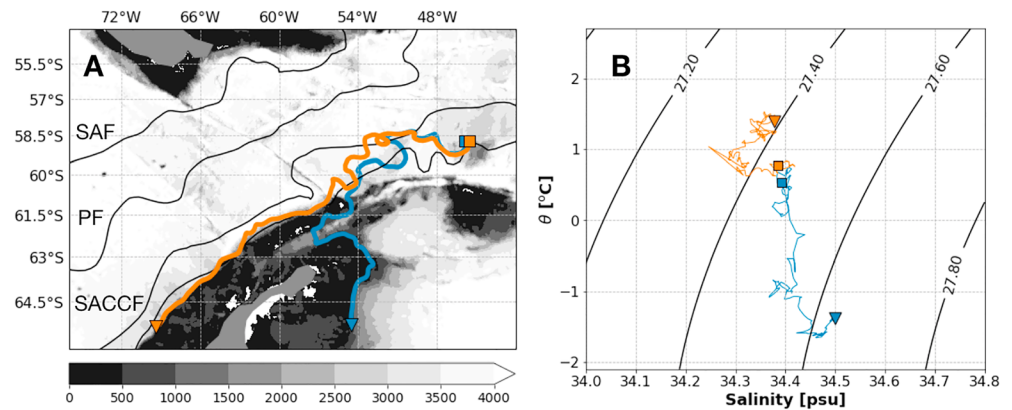 72°W 66°W 60°W 54°W 48°W
A
55.5°S
57°S
58.5°S
60°S
61.5°S
63°S
64.5°S
SAF
PF
SACCF
0 500 1000 1500 2000 2500 3000 3500 4000
B
27.20
27.40
27.60
27.80
θ [°C]
2
1
0
−1
−2
34.0 34.1 34.2 34.3 34.4 34.5 34.6 34.7 34.8
Salinity [psu]